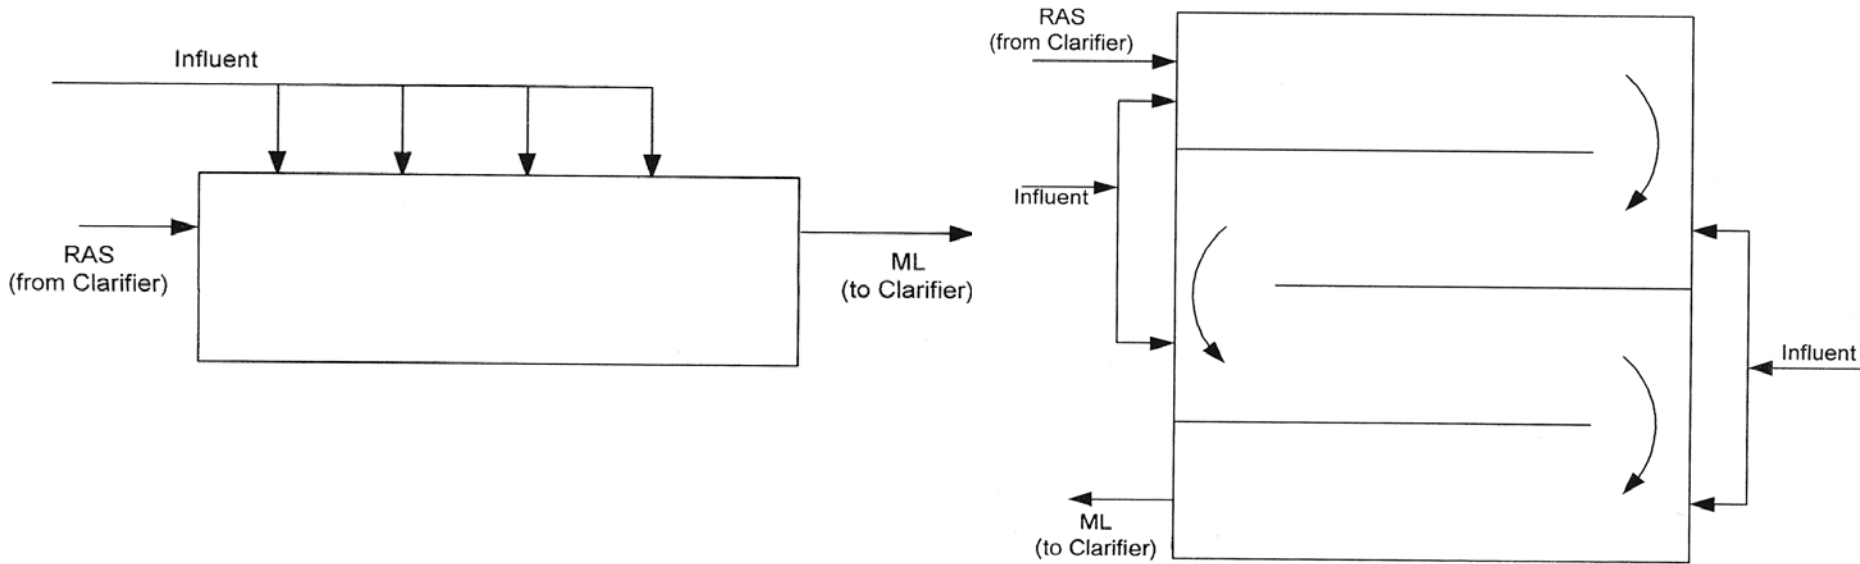 Influent
RAS
(from Clarifier)
ML
(to Clarifier)
RAS
(from Clarifier)
Influent
Influent
ML
(to Clarifier)